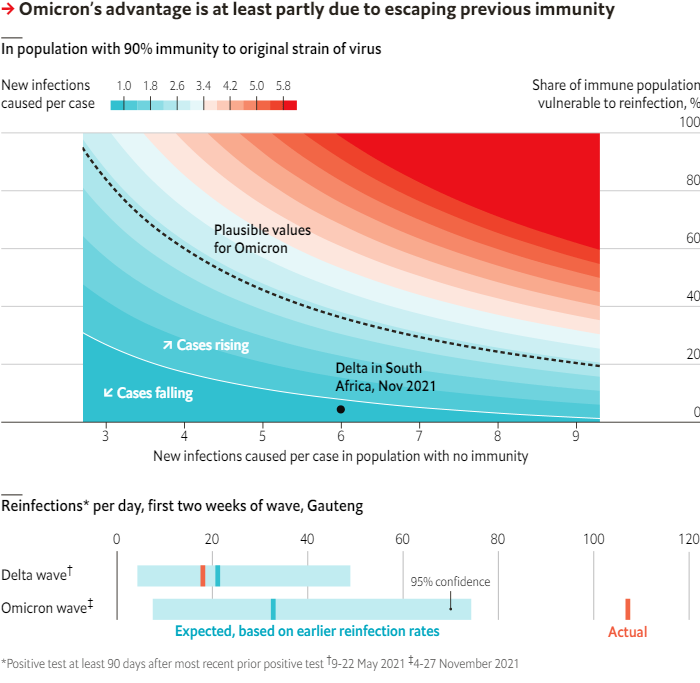 → Omicron's advantage is at least partly due to escaping previous immunity
In population with 90% immunity to original strain of virus
New infections
caused per case
1.0 1.8 2.6 3.4 4.2 5.0 5.8
Share of immune population
vulnerable to reinfection, %
100
80
60
40
20
0
Plausible values
for Omicron
↗ Cases rising
↙ Cases falling
Delta in South
Africa, Nov 2021
3 4 5 6 7 8 9
New infections caused per case in population with no immunity
Reinfections* per day, first two weeks of wave, Gauteng
0 20 40 60 80 100 120
Delta wave†
95% confidence
Omicron wave‡
Expected, based on earlier reinfection rates
Actual
*Positive test at least 90 days after most recent prior positive test †9-22 May 2021 ‡4-27 November 2021